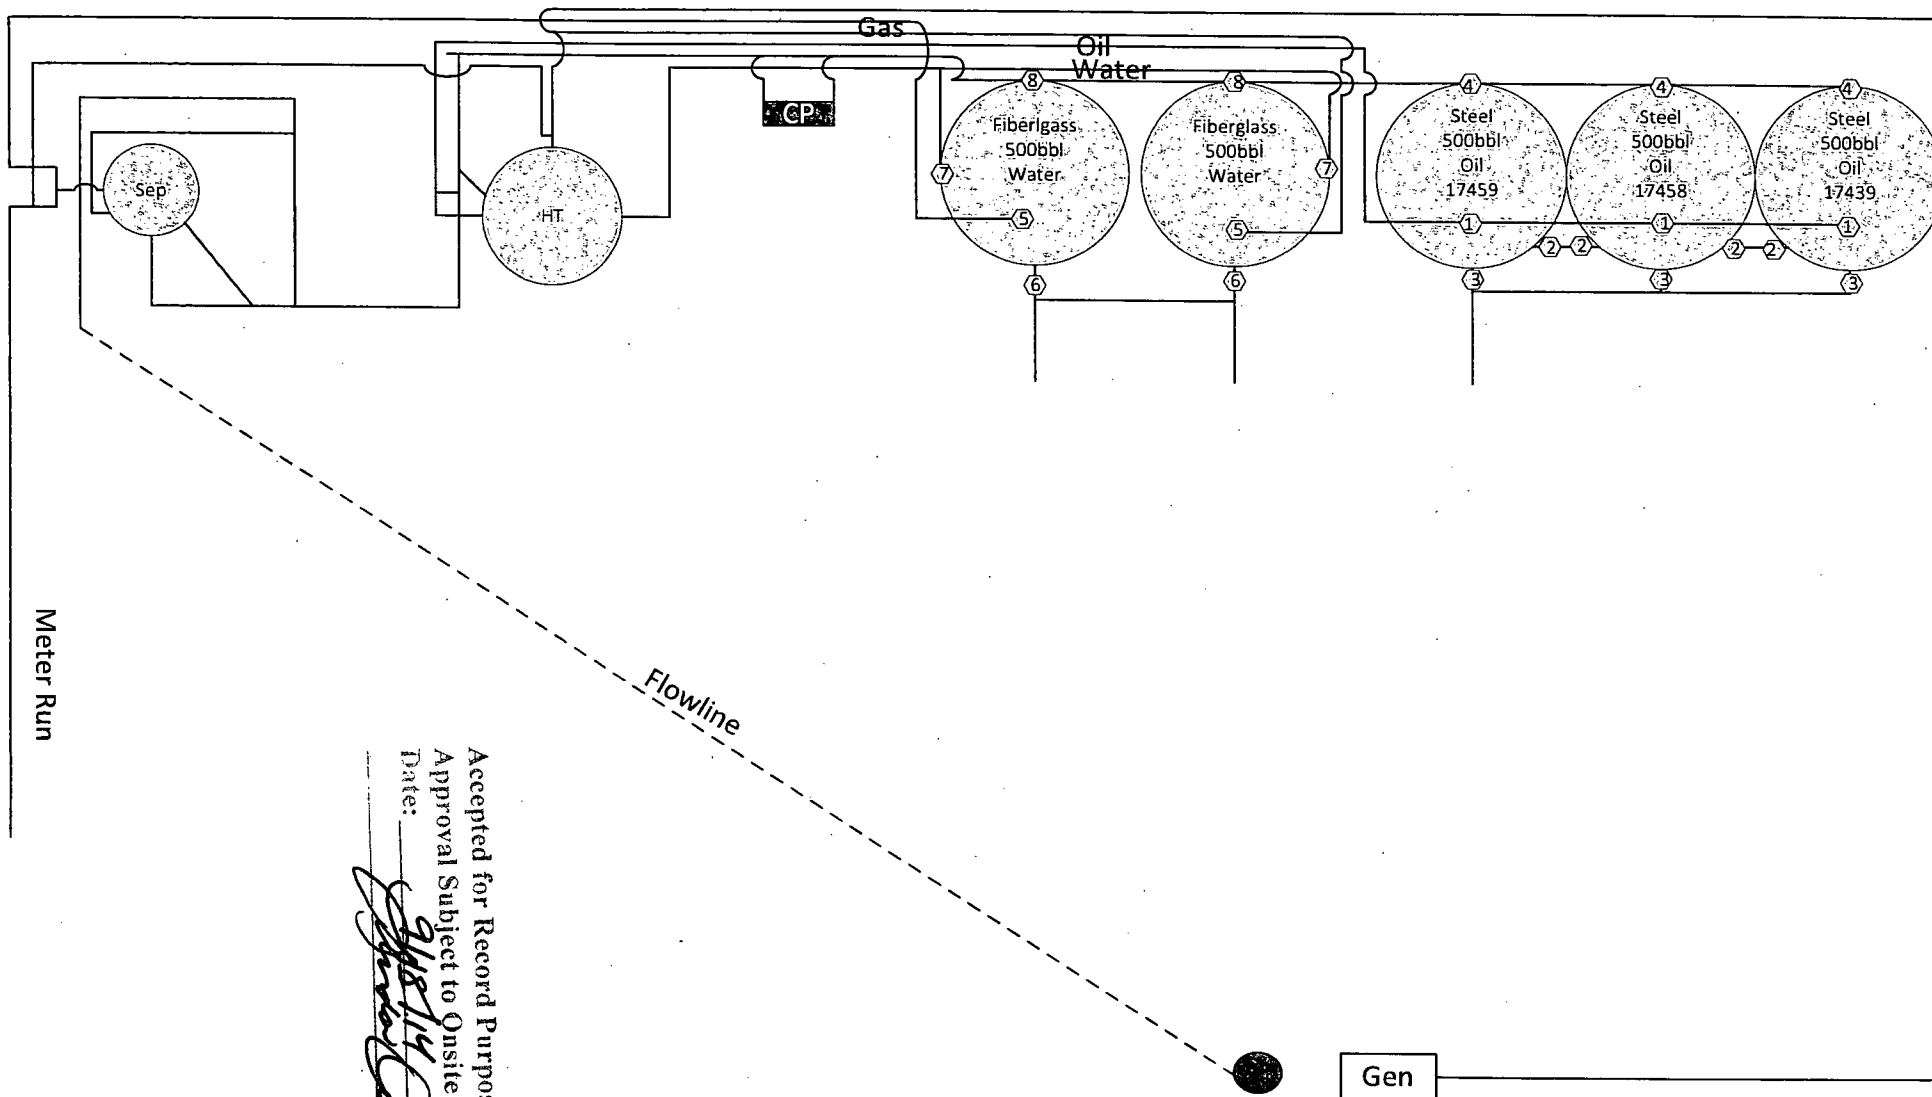 Gas
Oil
Water
CP
Sep
HT
8
Fiberlgass
500bbl
Water
7
5
6
8
Fiberglass
500bbl
Water
7
5
6
4
Steel
500bbl
Oil
17459
1
2
2
3
4
Steel
500bbl
Oil
17458
1
2
2
3
4
Steel
500bbl
Oil
17439
1
3
Meter Run
Flowline
Accepted for Record Purpos
Approval Subject to Onsite
Date:
Gen